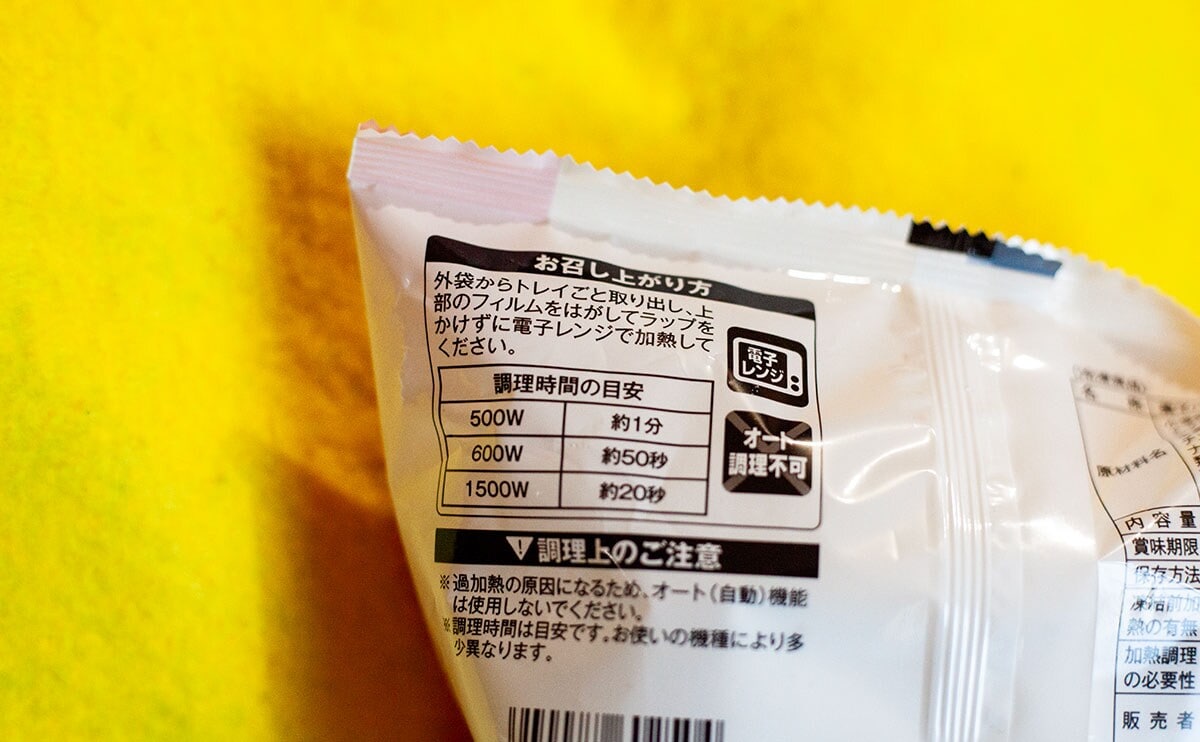 お召し上がり方
外袋からトレイごと取り出し、上
部のフィルムをはがしてラップを
かけずに電子レンジで加熱して
ください。
電子
レンジ
調理時間の目安
500W 約1分
600W 約50秒
1500W 約20秒
オート
調理不可
! 調理上のご注意
※過加熱の原因になるため、オート(自動)機能
は使用しないでください。
※調理時間は目安です。お使いの機種により多
少異なります。
名
原材料名
内容量
賞味期限
保存方法
凍結前加
熱の有無
加熱調理
の必要性
販売者